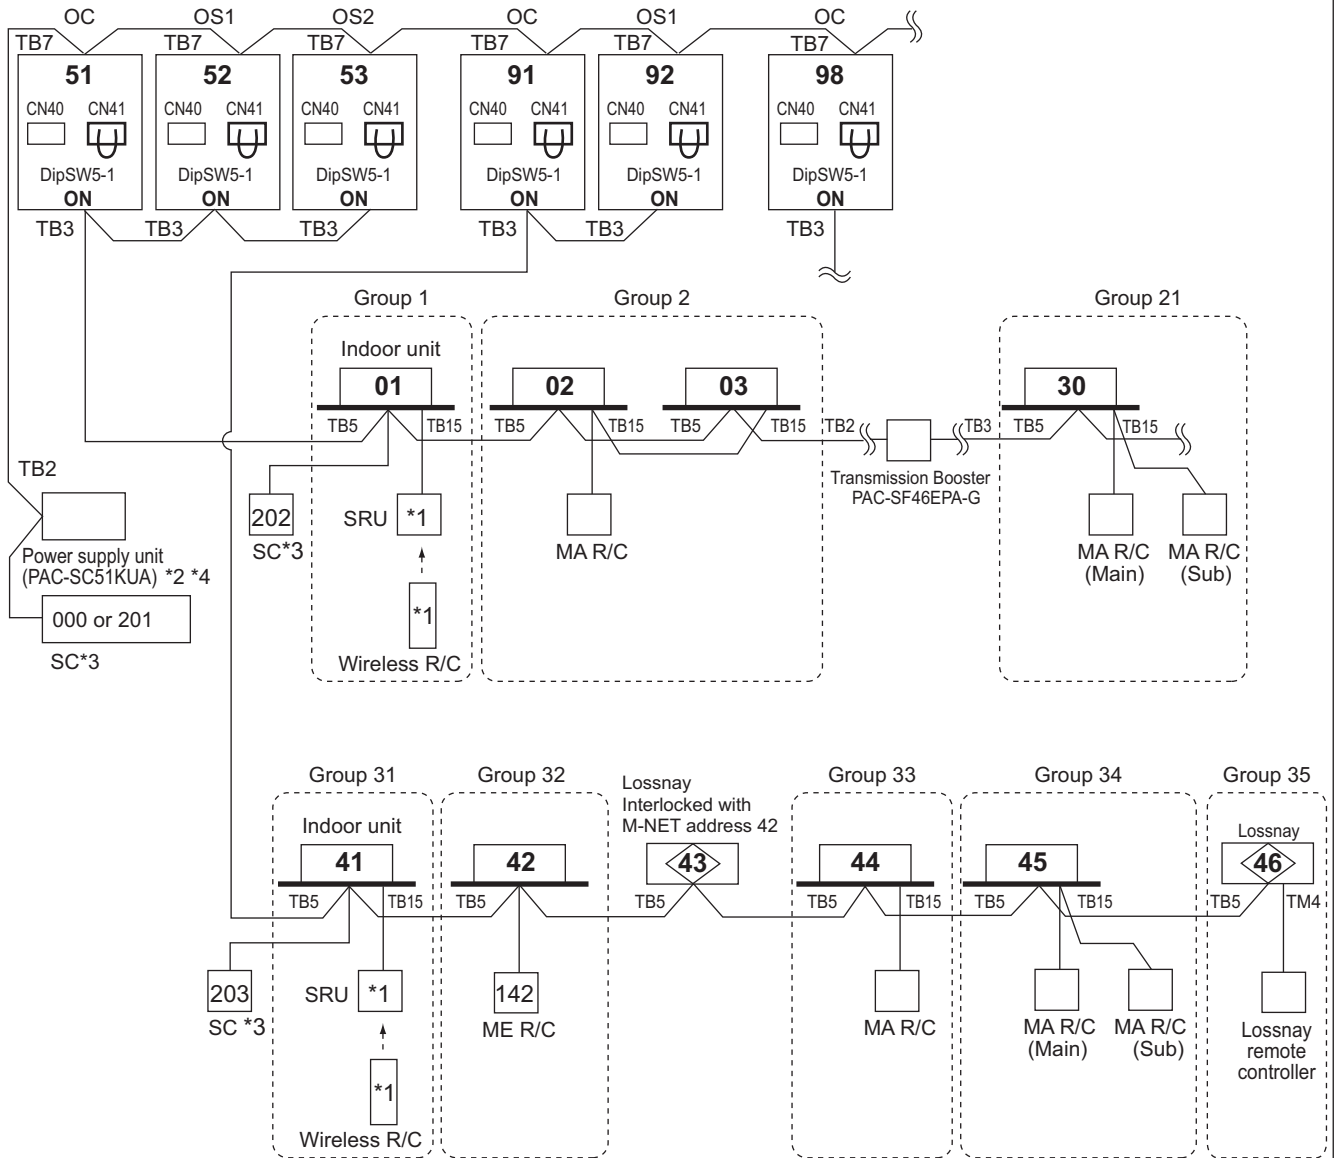 OC OS1 OS2 OC OS1 OC
TB7 TB7 TB7 TB7 TB7 TB7
51 52 53 91 92 98
CN40 CN41 CN40 CN41 CN40 CN41 CN40 CN41 CN40 CN41 CN40 CN41
DipSW5-1 DipSW5-1 DipSW5-1 DipSW5-1 DipSW5-1 DipSW5-1
ON ON ON ON ON ON
TB3 TB3 TB3 TB3 TB3 TB3
Group 1 Group 2 Group 21
Indoor unit
01 02 03 30
TB5 TB15 TB5 TB15 TB5 TB15 TB2 TB3 TB5 TB15
Transmission Booster
PAC-SF46EPA-G
TB2
202 SRU *1
SC*3
MA R/C
MA R/C
(Main)
MA R/C
(Sub)
Power supply unit
(PAC-SC51KUA) *2 *4
000 or 201
SC*3
*1
Wireless R/C
Group 31 Group 32
Lossnay
Interlocked with
M-NET address 42
Group 33 Group 34 Group 35
Indoor unit
Lossnay
41 42 43 44 45 46
TB5 TB15 TB5 TB5 TB5 TB15 TB5 TB15 TB5 TM4
203 SRU *1 142
SC *3
ME R/C
MA R/C
MA R/C
(Main)
MA R/C
(Sub)
Lossnay
remote
controller
*1
Wireless R/C